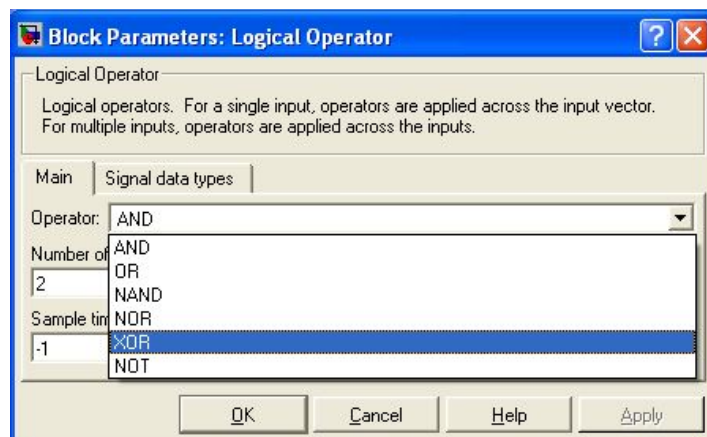 Block Parameters: Logical Operator
Logical Operator
Logical operators. For a single input, operators are applied across the input vector.
For multiple inputs, operators are applied across the inputs.
Main Signal data types
Operator: AND
AND
Number of
OR
2
NAND
Sample tim
NOR
-1
XOR
NOT
OK Cancel Help Apply